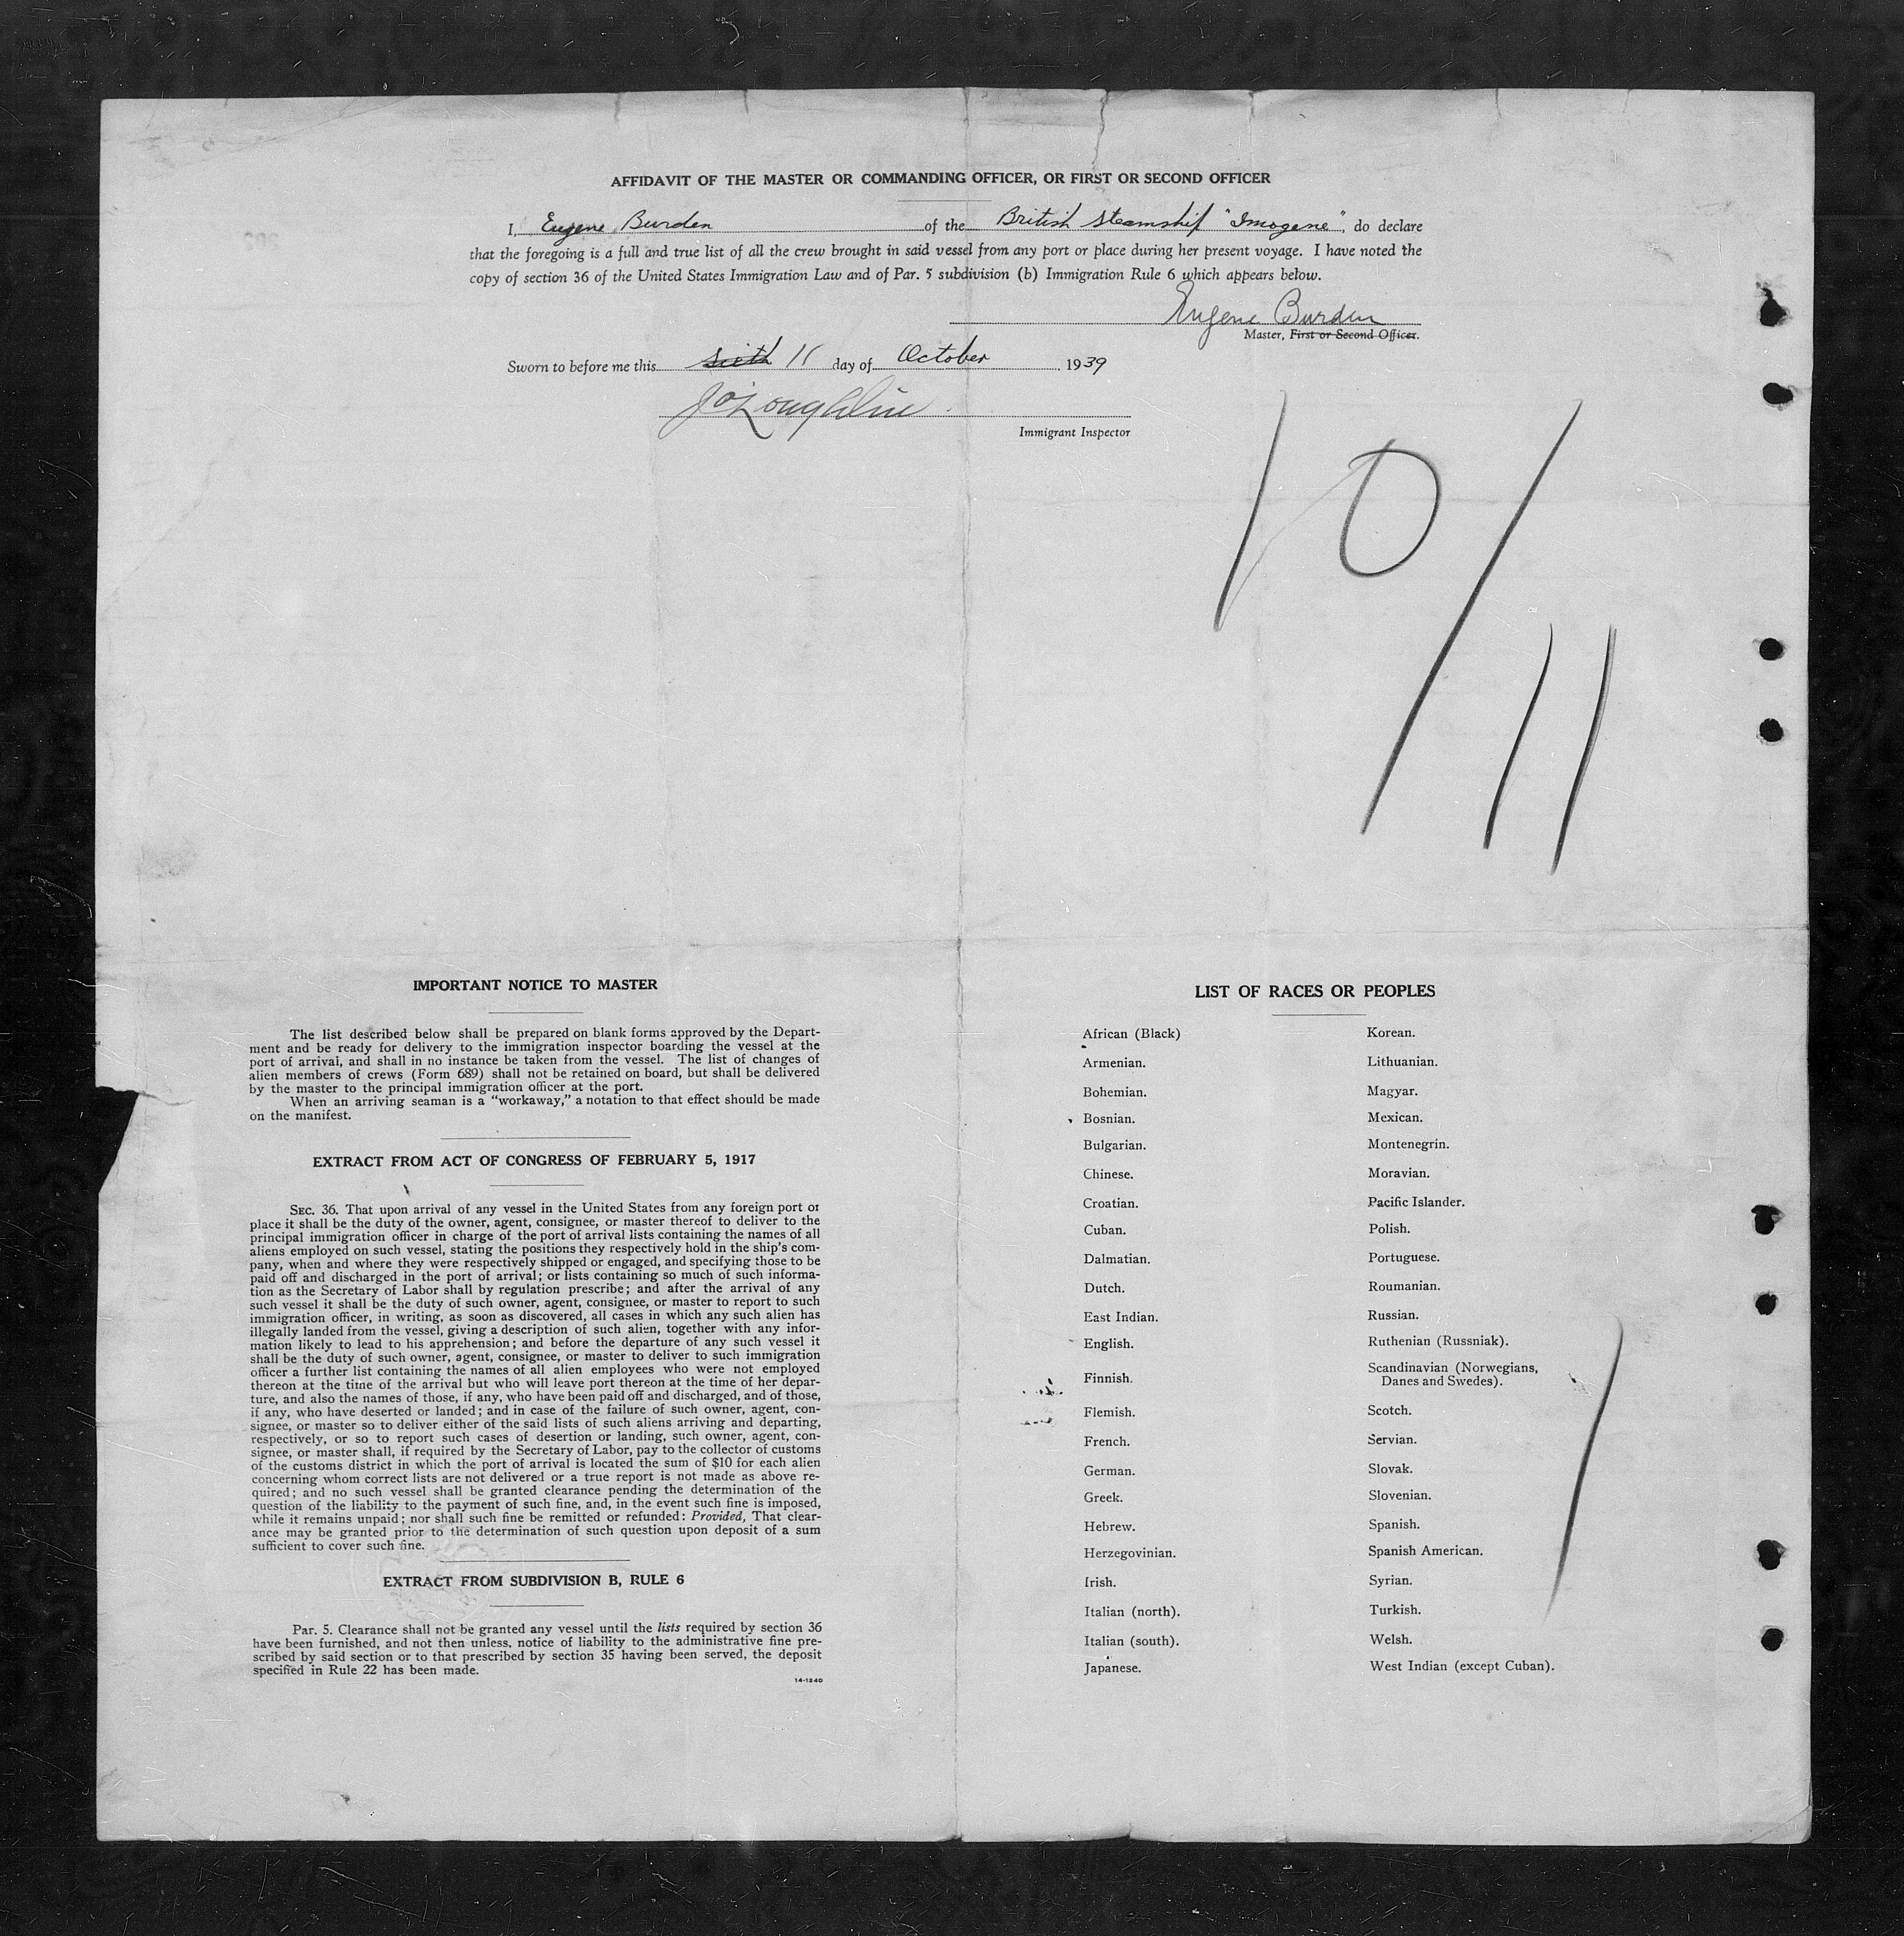 AFFIDAVIT OF THE MASTER OR COMMANDING OFFICER, OR FIRST OR SECOND OFFICER
I, Eugene Burden of the British Steamship "Imogene", do declare
that the foregoing is a full and true list of all the crew brought in said vessel from any port or place during her present voyage. I have noted the
copy of section 36 of the United States Immigration Law and of Par. 5 subdivision (b) Immigration Rule 6 which appears below.
Eugene Burden
Master, First or Second Officer.
Sworn to before me this sixth 11 day of October, 1939
J O'Loughlin
Immigrant Inspector
10/11
IMPORTANT NOTICE TO MASTER
The list described below shall be prepared on blank forms approved by the Depart-
ment and be ready for delivery to the immigration inspector boarding the vessel at the
port of arrival, and shall in no instance be taken from the vessel. The list of changes of
alien members of crews (Form 689) shall not be retained on board, but shall be delivered
by the master to the principal immigration officer at the port.
When an arriving seaman is a "workaway," a notation to that effect should be made
on the manifest.
EXTRACT FROM ACT OF CONGRESS OF FEBRUARY 5, 1917
SEC. 36. That upon arrival of any vessel in the United States from any foreign port or
place it shall be the duty of the owner, agent, consignee, or master thereof to deliver to the
principal immigration officer in charge of the port of arrival lists containing the names of all
aliens employed on such vessel, stating the positions they respectively hold in the ship's com-
pany, when and where they were respectively shipped or engaged, and specifying those to be
paid off and discharged in the port of arrival; or lists containing so much of such informa-
tion as the Secretary of Labor shall by regulation prescribe; and after the arrival of any
such vessel it shall be the duty of such owner, agent, consignee, or master to report to such
immigration officer, in writing, as soon as discovered, all cases in which any such alien has
illegally landed from the vessel, giving a description of such alien, together with any infor-
mation likely to lead to his apprehension; and before the departure of any such vessel it
shall be the duty of such owner, agent, consignee, or master to deliver to such immigration
officer a further list containing the names of all alien employees who were not employed
thereon at the time of the arrival but who will leave port thereon at the time of her depar-
ture, and also the names of those, if any, who have been paid off and discharged, and of those,
if any, who have deserted or landed; and in case of the failure of such owner, agent, con-
signee, or master so to deliver either of the said lists of such aliens arriving and departing,
respectively, or so to report such cases of desertion or landing, such owner, agent, con-
signee, or master shall, if required by the Secretary of Labor, pay to the collector of customs
of the customs district in which the port of arrival is located the sum of $10 for each alien
concerning whom correct lists are not delivered or a true report is not made as above re-
quired; and no such vessel shall be granted clearance pending the determination of the
question of the liability to the payment of such fine, and, in the event such fine is imposed,
while it remains unpaid; nor shall such fine be remitted or refunded: Provided, That clear-
ance may be granted prior to the determination of such question upon deposit of a sum
sufficient to cover such fine.
EXTRACT FROM SUBDIVISION B, RULE 6
Par. 5. Clearance shall not be granted any vessel until the lists required by section 36
have been furnished, and not then unless, notice of liability to the administrative fine pre-
scribed by said section or to that prescribed by section 35 having been served, the deposit
specified in Rule 22 has been made.
14-1240
LIST OF RACES OR PEOPLES
African (Black)
Armenian.
Bohemian.
Bosnian.
Bulgarian.
Chinese.
Croatian.
Cuban.
Dalmatian.
Dutch.
East Indian.
English.
Finnish.
Flemish.
French.
German.
Greek.
Hebrew.
Herzegovinian.
Irish.
Italian (north).
Italian (south).
Japanese.
Korean.
Lithuanian.
Magyar.
Mexican.
Montenegrin.
Moravian.
Pacific Islander.
Polish.
Portuguese.
Roumanian.
Russian.
Ruthenian (Russniak).
Scandinavian (Norwegians,
Danes and Swedes).
Scotch.
Servian.
Slovak.
Slovenian.
Spanish.
Spanish American.
Syrian.
Turkish.
Welsh.
West Indian (except Cuban).